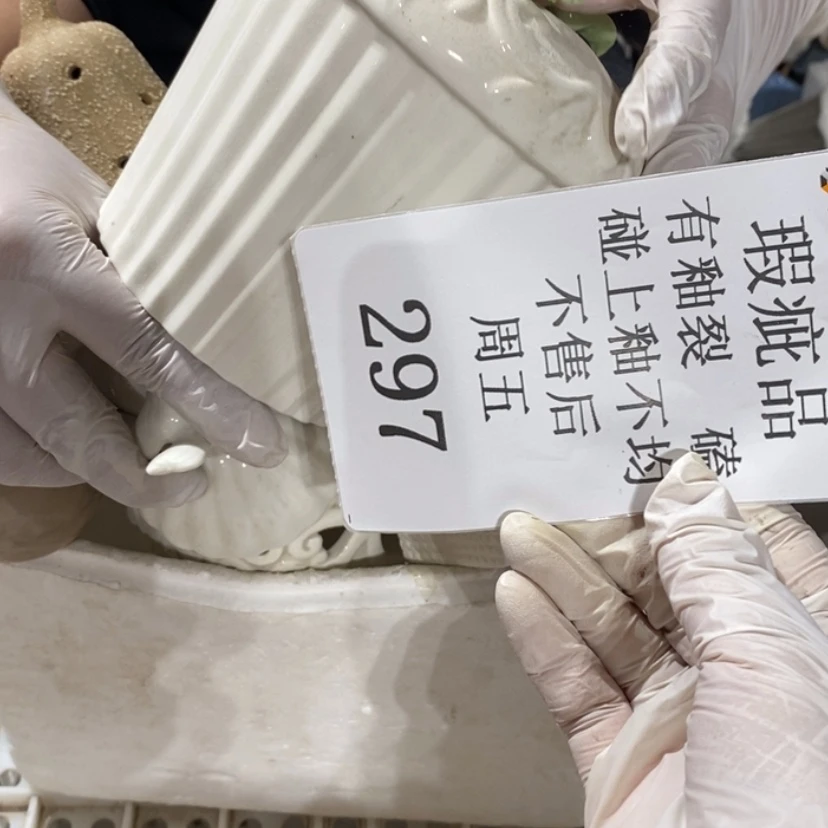 瑕疵品
有釉裂 磕
碰上釉不均
不售后
周五
297